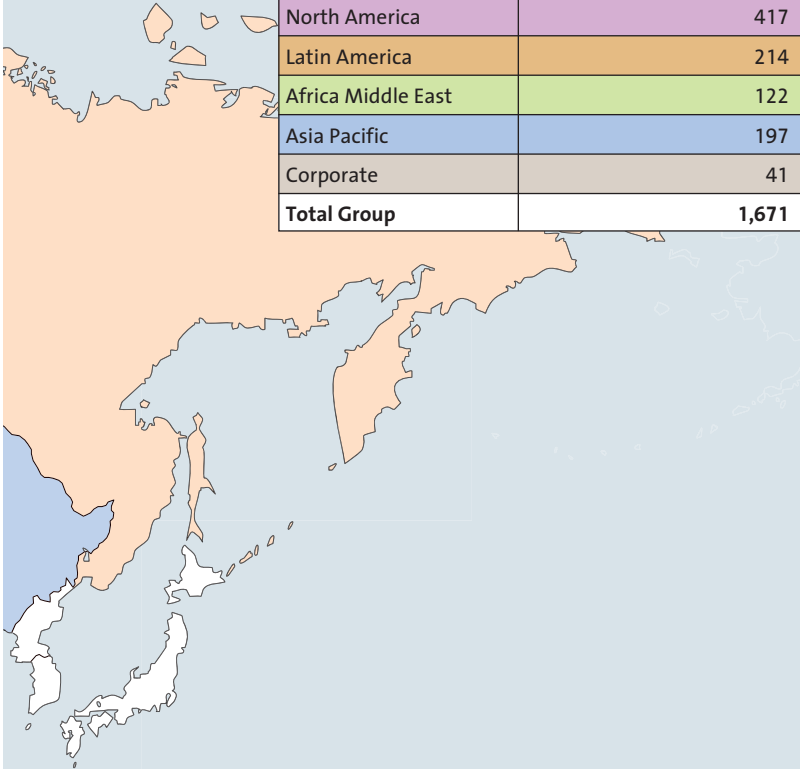 North America 417
Latin America 214
Africa Middle East 122
Asia Pacific 197
Corporate 41
Total Group 1,671